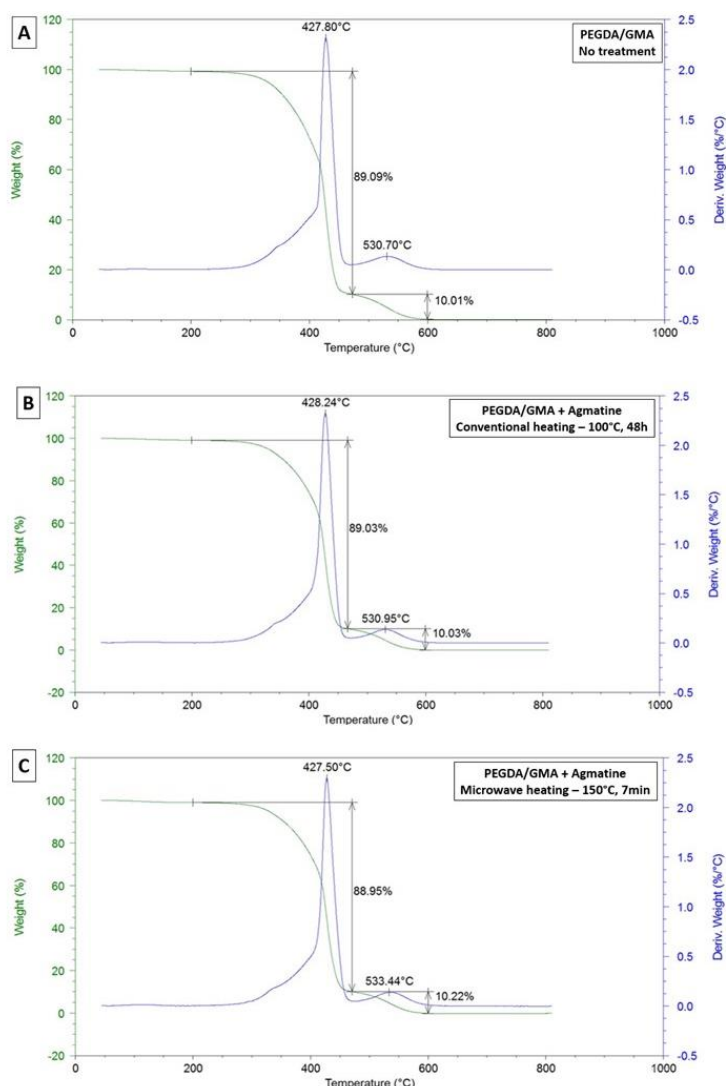 A
PEGDA/GMA
No treatment
427.80°C
89.09%
530.70°C
10.01%
Weight (%)
120
100
80
60
40
20
0
Deriv. Weight (%/°C)
2.5
2.0
1.5
1.0
0.5
0.0
-0.5
0 200 400 600 800 1000
Temperature (°C)
B
PEGDA/GMA + Agmatine
Conventional heating – 100°C, 48h
428.24°C
89.03%
530.95°C
10.03%
Weight (%)
120
100
80
60
40
20
0
-20
Deriv. Weight (%/°C)
2.5
2.0
1.5
1.0
0.5
0.0
-0.5
0 200 400 600 800 1000
Temperature (°C)
C
PEGDA/GMA + Agmatine
Microwave heating – 150°C, 7min
427.50°C
88.95%
533.44°C
10.22%
Weight (%)
120
100
80
60
40
20
0
-20
Deriv. Weight (%/°C)
2.5
2.0
1.5
1.0
0.5
0.0
-0.5
0 200 400 600 800 1000
Temperature (°C)